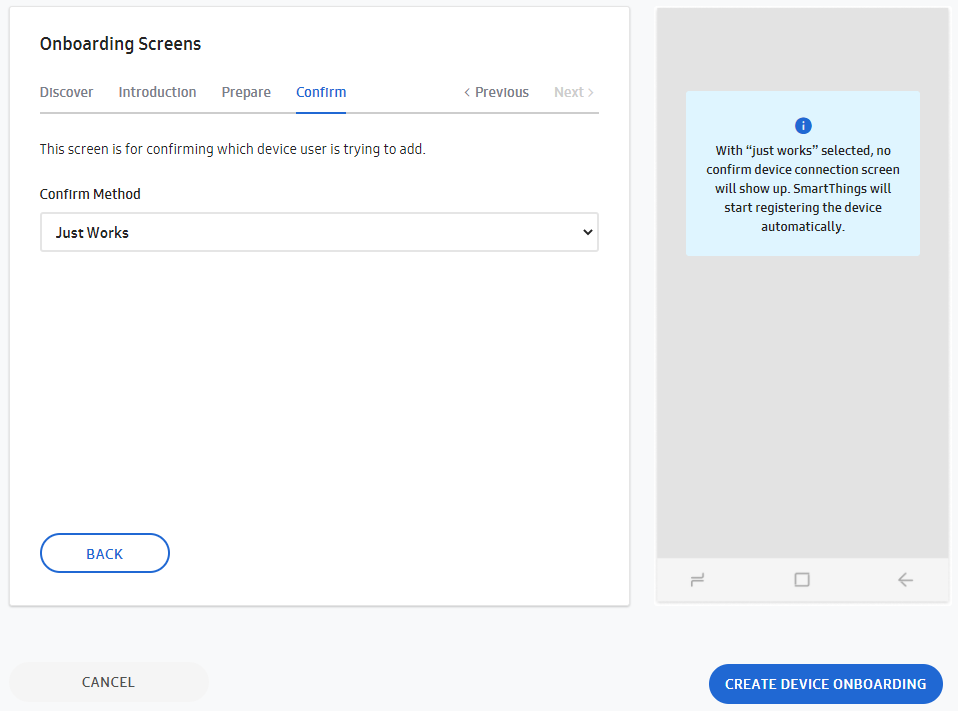 Onboarding Screens
Discover Introduction Prepare Confirm < Previous Next >
This screen is for confirming which device user is trying to add.
Confirm Method
Just Works
BACK
i
With “just works” selected, no
confirm device connection screen
will show up. SmartThings will
start registering the device
automatically.
CANCEL
CREATE DEVICE ONBOARDING